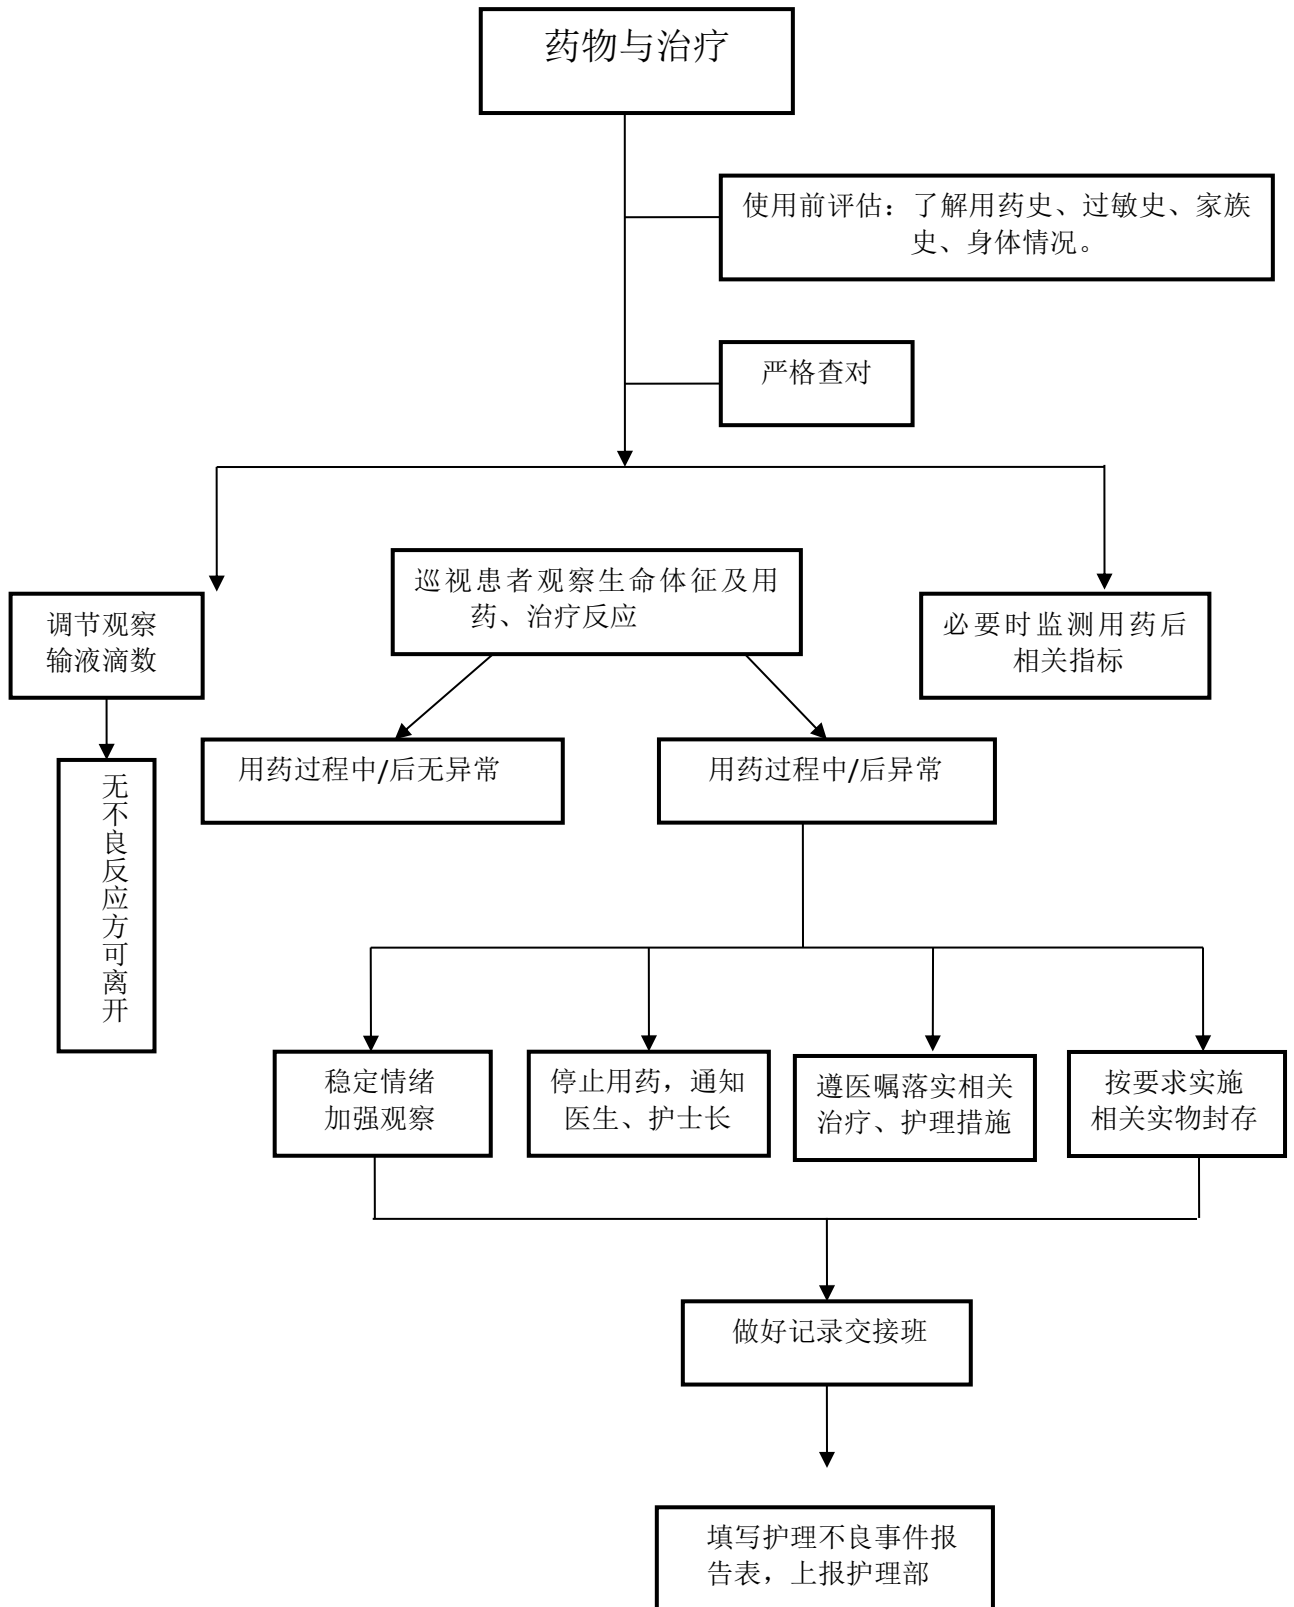 药物与治疗
使用前评估：了解用药史、过敏史、家族
史、身体情况。
严格查对
调节观察
输液滴数
巡视患者观察生命体征及用
药、治疗反应
必要时监测用药后
相关指标
用药过程中/后无异常
用药过程中/后异常
无不良反应方可离开
稳定情绪
加强观察
停止用药，通知
医生、护士长
遵医嘱落实相关
治疗、护理措施
按要求实施
相关实物封存
做好记录交接班
填写护理不良事件报
告表，上报护理部